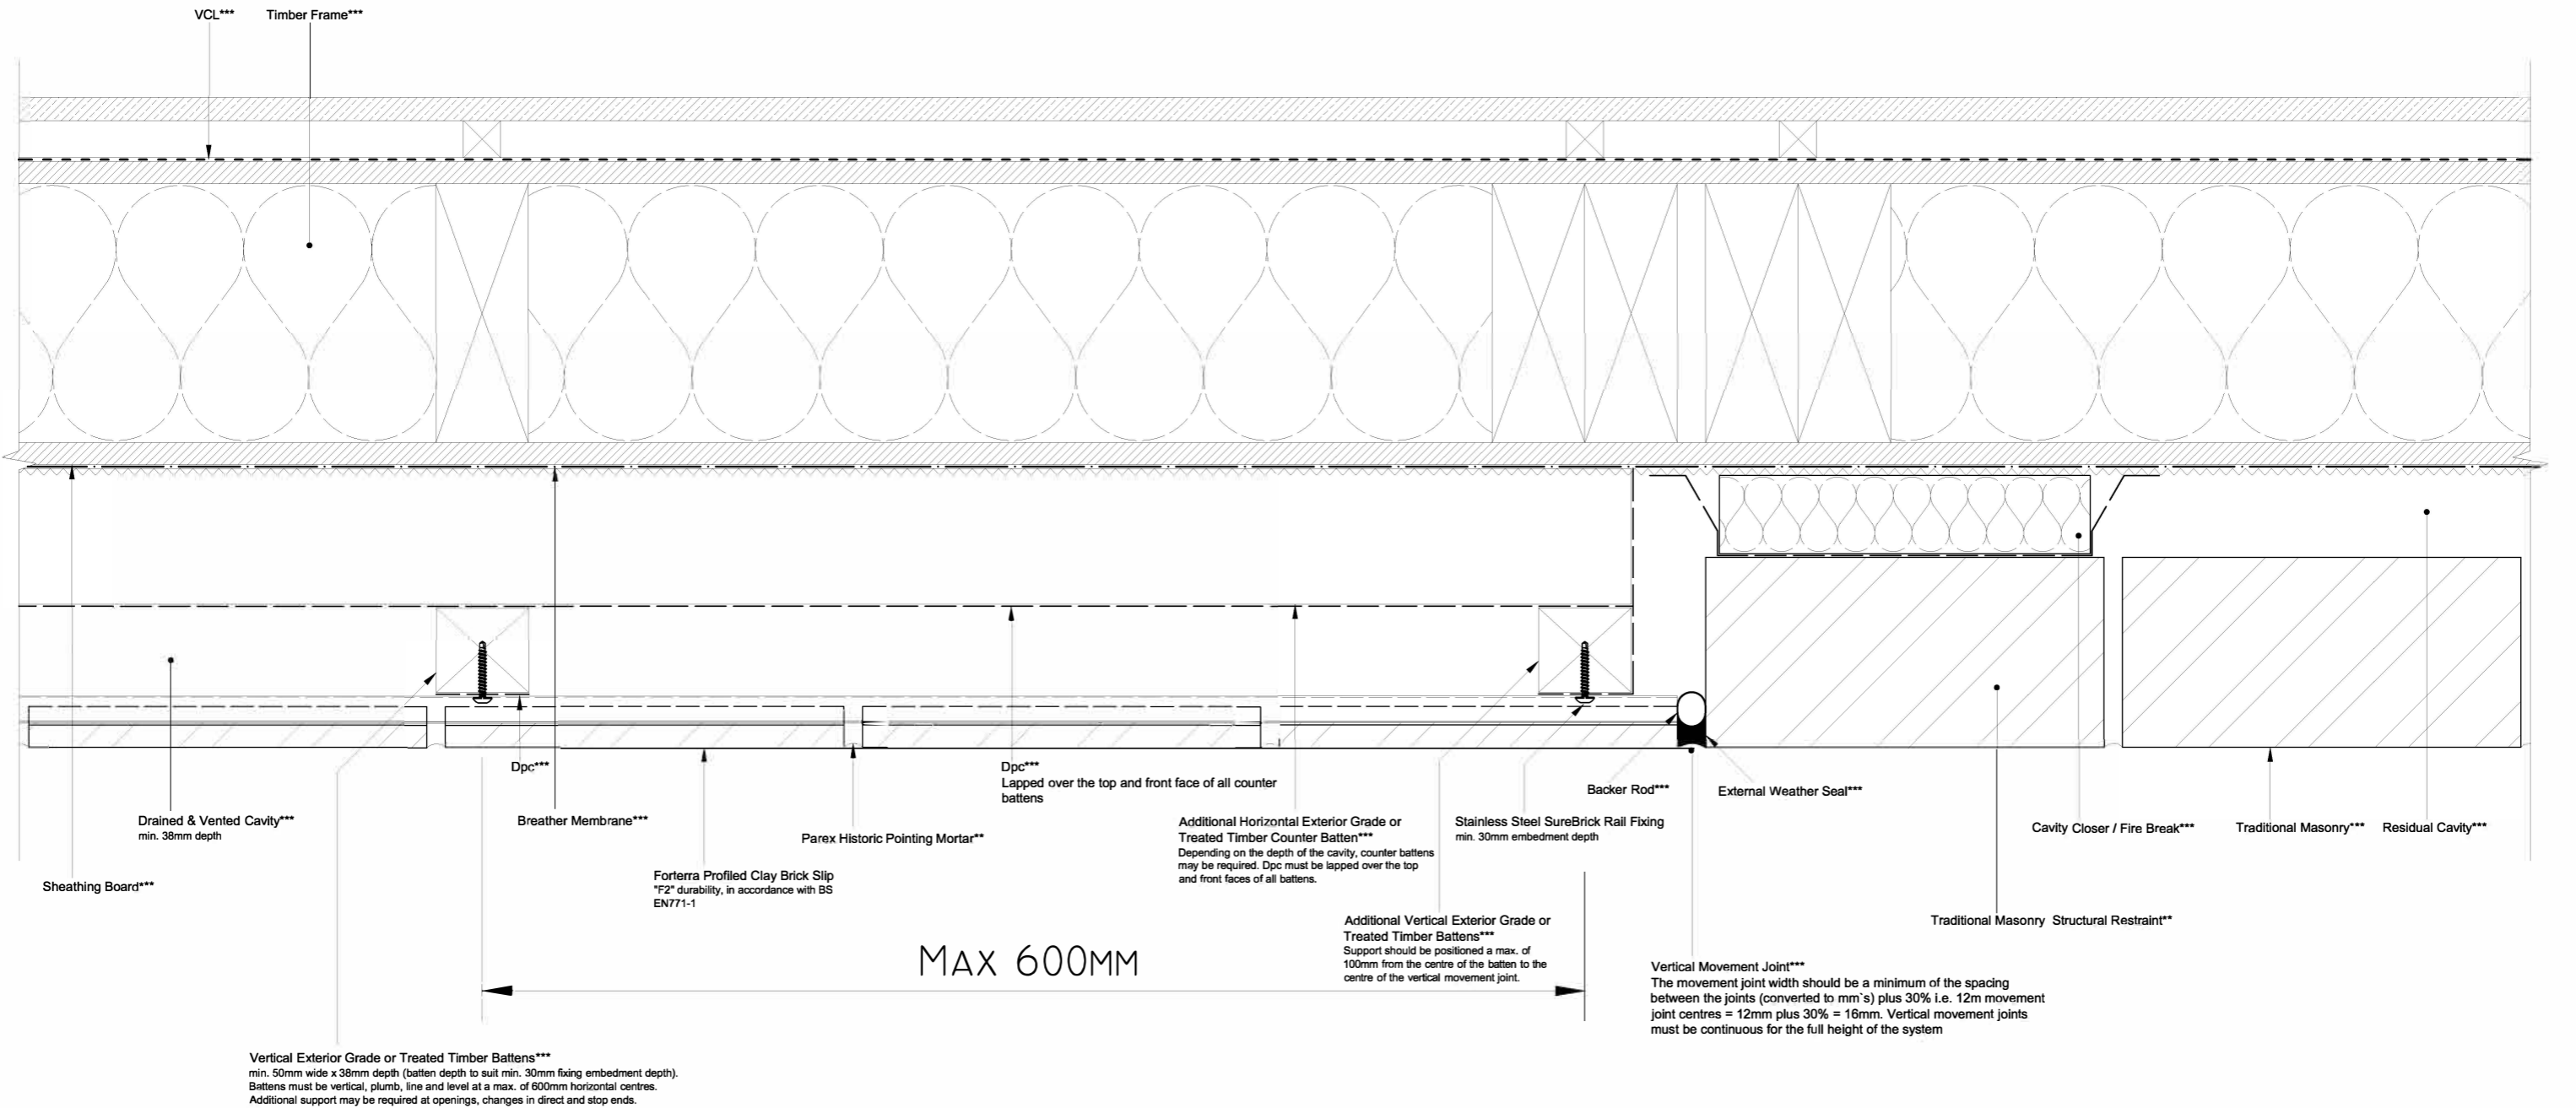 VCL***
Timber Frame***
Dpc***
Dpc***
Lapped over the top and front face of all counter
battens
Drained & Vented Cavity***
min. 38mm depth
Breather Membrane***
Parex Historic Pointing Mortar**
Sheathing Board***
Forterra Profiled Clay Brick Slip
"F2" durability, in accordance with BS
EN771-1
Additional Horizontal Exterior Grade or
Treated Timber Counter Batten***
Depending on the depth of the cavity, counter battens
may be required. Dpc must be lapped over the top
and front faces of all battens.
Stainless Steel SureBrick Rail Fixing
min. 30mm embedment depth
Backer Rod***
External Weather Seal***
Cavity Closer / Fire Break***
Traditional Masonry***
Residual Cavity***
Additional Vertical Exterior Grade or
Treated Timber Battens***
Support should be positioned a max. of
100mm from the centre of the batten to the
centre of the vertical movement joint.
Traditional Masonry Structural Restraint**
MAX 600MM
Vertical Movement Joint***
The movement joint width should be a minimum of the spacing
between the joints (converted to mm`s) plus 30% i.e. 12m movement
joint centres = 12mm plus 30% = 16mm. Vertical movement joints
must be continuous for the full height of the system
Vertical Exterior Grade or Treated Timber Battens***
min. 50mm wide x 38mm depth (batten depth to suit min. 30mm fixing embedment depth).
Battens must be vertical, plumb, line and level at a max. of 600mm horizontal centres.
Additional support may be required at openings, changes in direct and stop ends.